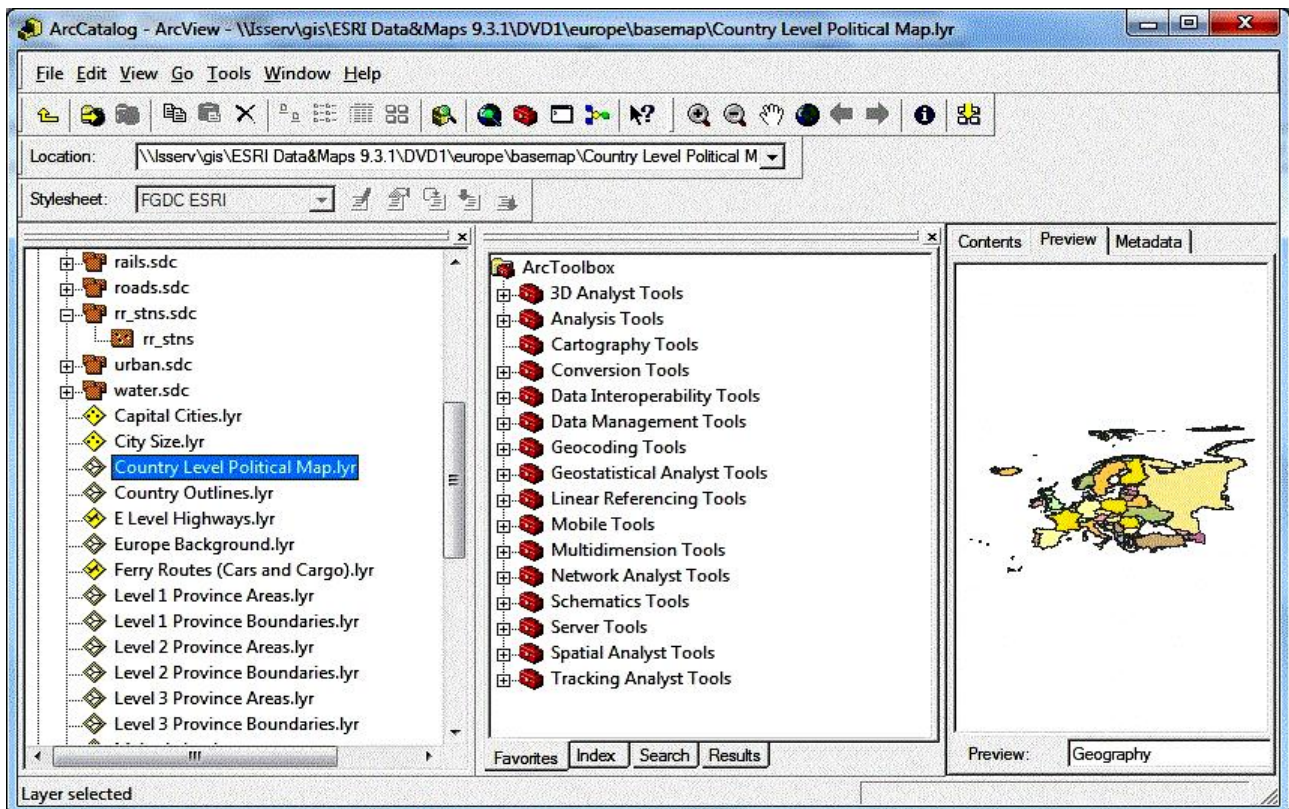 ArcCatalog - ArcView - \\Isserv\gis\ESRI Data&Maps 9.3.1\DVD1\europe\basemap\Country Level Political Map.lyr
File Edit View Go Tools Window Help
Location: \\Isserv\gis\ESRI Data&Maps 9.3.1\DVD1\europe\basemap\Country Level Political M
Stylesheet: FGDC ESRI
rails.sdc
roads.sdc
rr_stns.sdc
rr_stns
urban.sdc
water.sdc
Capital Cities.lyr
City Size.lyr
Country Level Political Map.lyr
Country Outlines.lyr
E Level Highways.lyr
Europe Background.lyr
Ferry Routes (Cars and Cargo).lyr
Level 1 Province Areas.lyr
Level 1 Province Boundaries.lyr
Level 2 Province Areas.lyr
Level 2 Province Boundaries.lyr
Level 3 Province Areas.lyr
Level 3 Province Boundaries.lyr
ArcToolbox
3D Analyst Tools
Analysis Tools
Cartography Tools
Conversion Tools
Data Interoperability Tools
Data Management Tools
Geocoding Tools
Geostatistical Analyst Tools
Linear Referencing Tools
Mobile Tools
Multidimension Tools
Network Analyst Tools
Schematics Tools
Server Tools
Spatial Analyst Tools
Tracking Analyst Tools
Favorites Index Search Results
Contents Preview Metadata
Preview: Geography
Layer selected